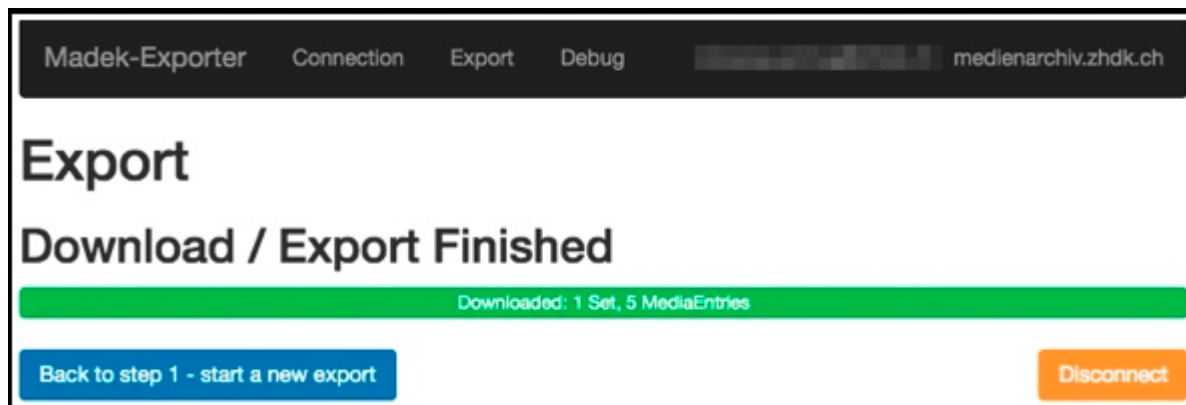 Madek-Exporter Connection Export Debug medienarchiv.zhdk.ch
Export
Download / Export Finished
Downloaded: 1 Set, 5 MediaEntries
Back to step 1 - start a new export Disconnect